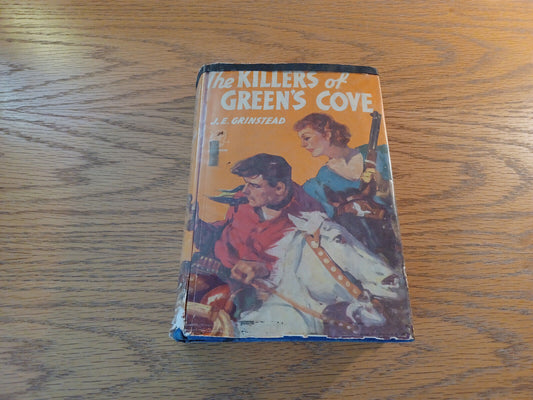 The KILLERS of
GREEN'S COVE
J.E. GRINSTEAD